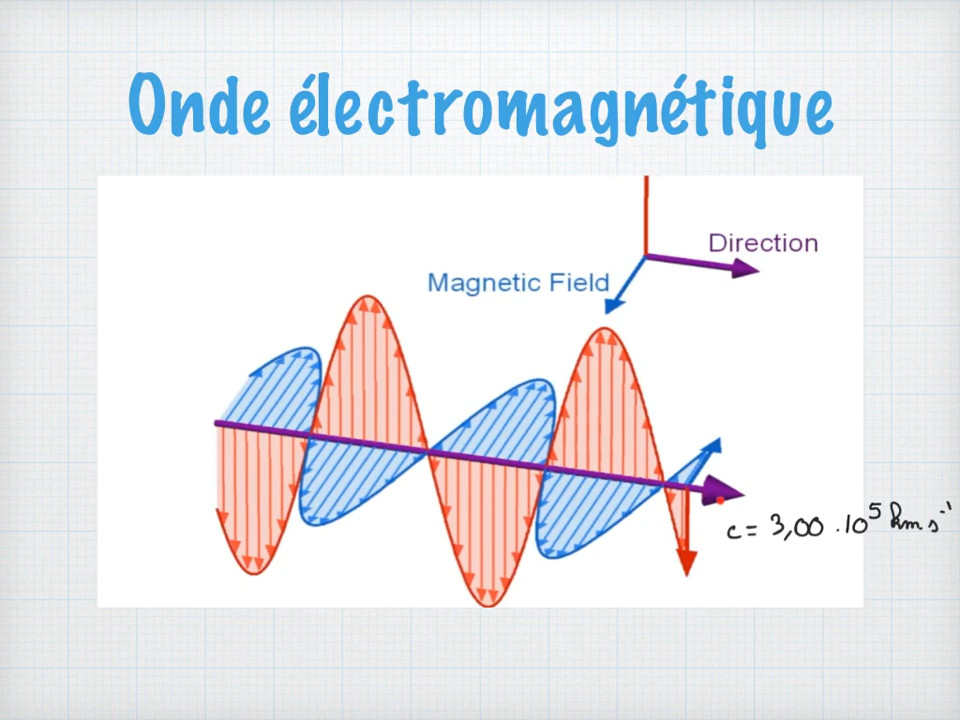 Onde électromagnétique
Direction
Magnetic Field
c = 3,00 . 10⁵ km.s⁻¹